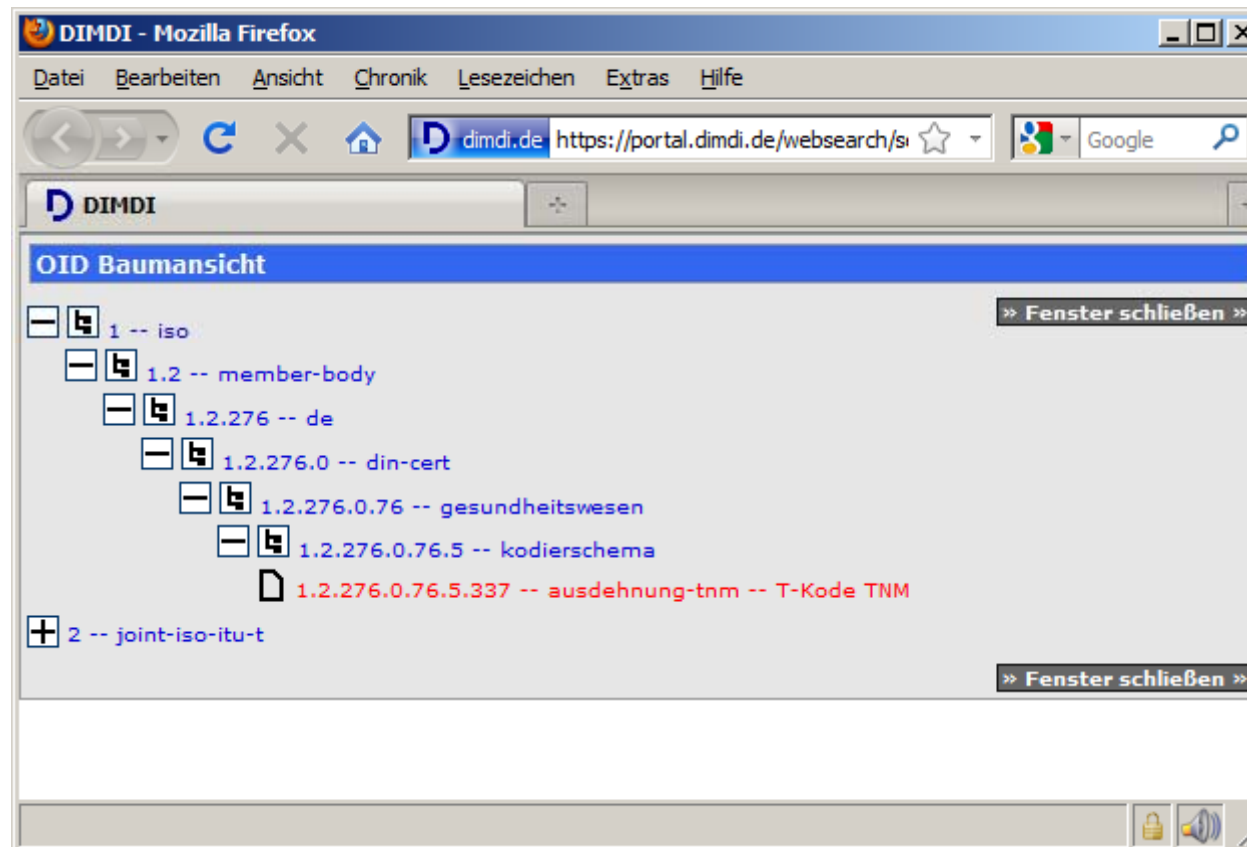 DIMDI - Mozilla Firefox
Datei Bearbeiten Ansicht Chronik Lesezeichen Extras Hilfe
D dimdi.de https://portal.dimdi.de/websearch/s Google
D DIMDI
OID Baumansicht
» Fenster schließen »
1 -- iso
1.2 -- member-body
1.2.276 -- de
1.2.276.0 -- din-cert
1.2.276.0.76 -- gesundheitswesen
1.2.276.0.76.5 -- kodierschema
1.2.276.0.76.5.337 -- ausdehnung-tnm -- T-Kode TNM
2 -- joint-iso-itu-t
» Fenster schließen »